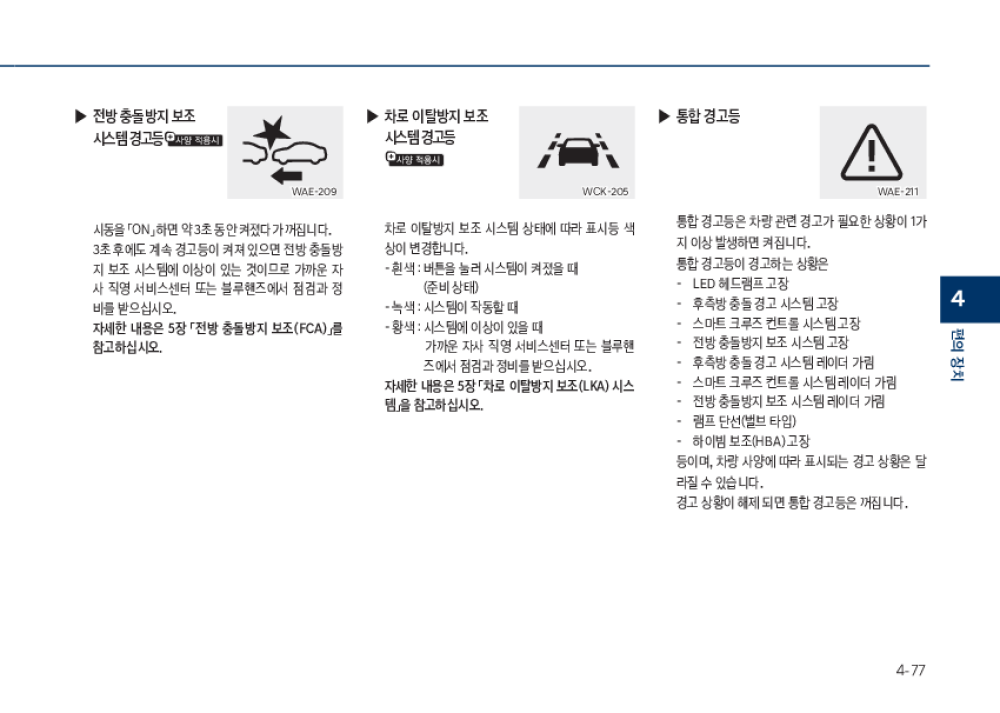 ▶ 전방 충돌방지 보조
시스템 경고등 사양 적용시
WAE-209
시동을 「ON」하면 약 3초 동안 켜졌다가 꺼집니다.
3초 후에도 계속 경고등이 켜져 있으면 전방 충돌방
지 보조 시스템에 이상이 있는 것이므로 가까운 자
사 직영 서비스센터 또는 블루핸즈에서 점검과 정
비를 받으십시오.
자세한 내용은 5장 「전방 충돌방지 보조(FCA)」를
참고하십시오.
▶ 차로 이탈방지 보조
시스템 경고등
사양 적용시
WCK-205
차로 이탈방지 보조 시스템 상태에 따라 표시등 색
상이 변경합니다.
- 흰색 : 버튼을 눌러 시스템이 켜졌을 때
(준비 상태)
- 녹색 : 시스템이 작동할 때
- 황색 : 시스템에 이상이 있을 때
가까운 자사 직영 서비스센터 또는 블루핸
즈에서 점검과 정비를 받으십시오.
자세한 내용은 5장 「차로 이탈방지 보조(LKA) 시스
템」을 참고하십시오.
▶ 통합 경고등
WAE-211
통합 경고등은 차량 관련 경고가 필요한 상황이 1가
지 이상 발생하면 켜집니다.
통합 경고등이 경고하는 상황은
- LED 헤드램프 고장
- 후측방 충돌 경고 시스템 고장
- 스마트 크루즈 컨트롤 시스템 고장
- 전방 충돌방지 보조 시스템 고장
- 후측방 충돌 경고 시스템 레이더 가림
- 스마트 크루즈 컨트롤 시스템 레이더 가림
- 전방 충돌방지 보조 시스템 레이더 가림
- 램프 단선(벌브 타입)
- 하이빔 보조(HBA) 고장
등이며, 차량 사양에 따라 표시되는 경고 상황은 달
라질 수 있습니다.
경고 상황이 해제 되면 통합 경고등은 꺼집니다.
4
편의 장치
4-77